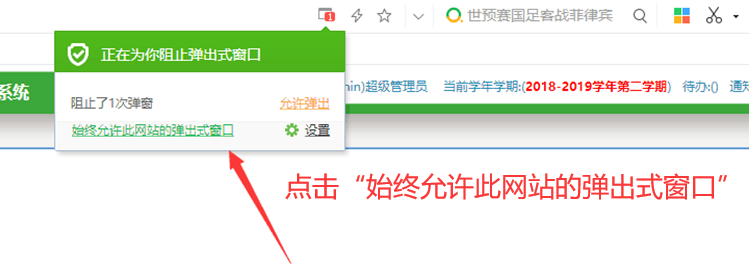 1
世预赛国足客战菲律宾
正在为你阻止弹出式窗口
系统
min)超级管理员 当前学年学期:(2018-2019学年第二学期) 待办:() 通知
阻止了1次弹窗 允许弹出
始终允许此网站的弹出式窗口 设置
点击“始终允许此网站的弹出式窗口”